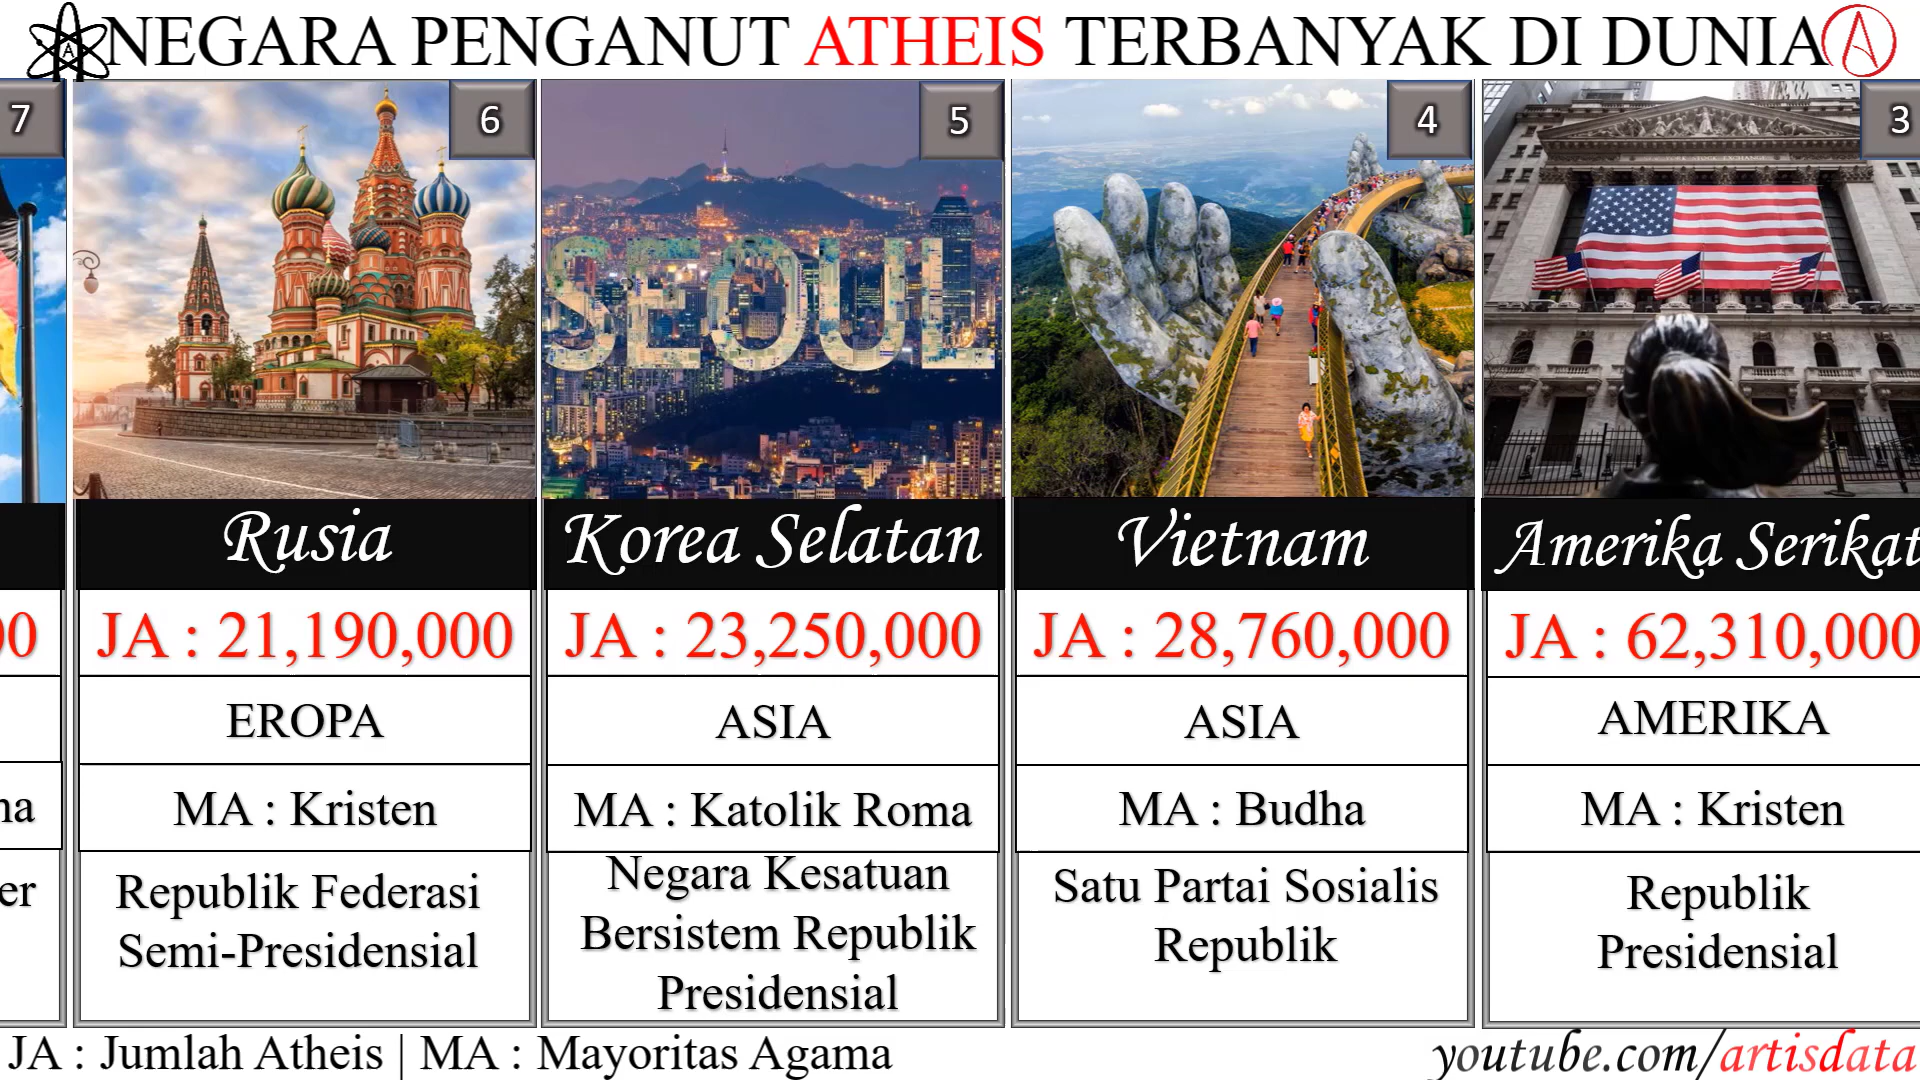 NEGARA PENGANUT ATHEIS TERBANYAK DI DUNIA
7
00
na
er
6
Rusia
JA : 21,190,000
EROPA
MA : Kristen
Republik Federasi
Semi-Presidensial
5
SEOUL
Korea Selatan
JA : 23,250,000
ASIA
MA : Katolik Roma
Negara Kesatuan
Bersistem Republik
Presidensial
4
Vietnam
JA : 28,760,000
ASIA
MA : Budha
Satu Partai Sosialis
Republik
3
Amerika Serikat
JA : 62,310,000
AMERIKA
MA : Kristen
Republik
Presidensial
JA : Jumlah Atheis | MA : Mayoritas Agama
youtube.com/artisdata